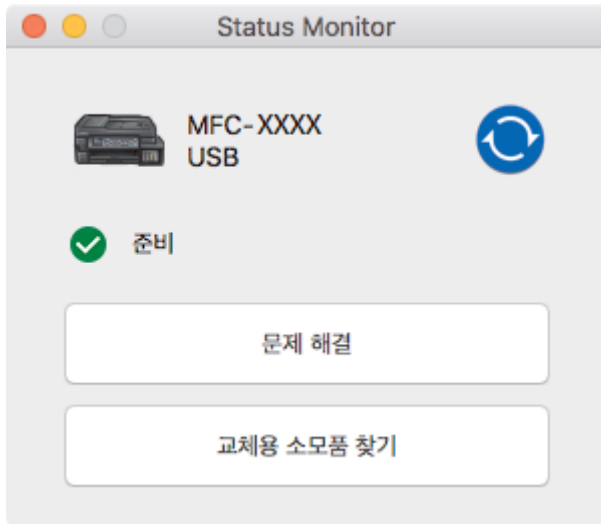 Status Monitor
MFC-XXXX
USB
준비
문제 해결
교체용 소모품 찾기